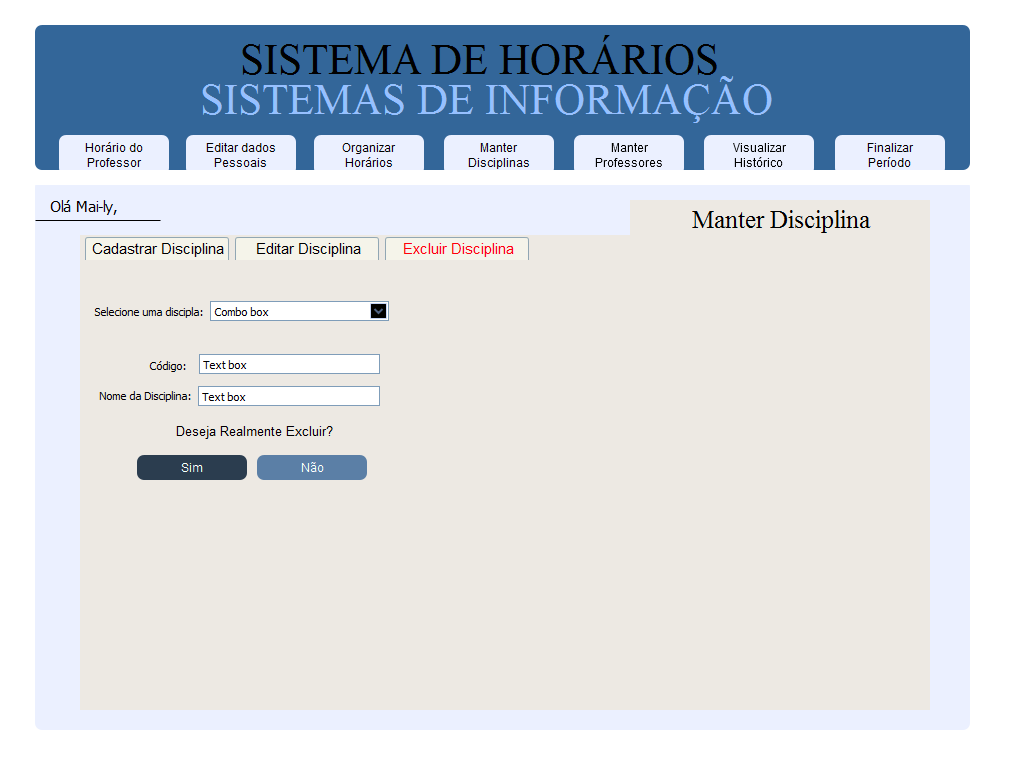 SISTEMA DE HORÁRIOS
SISTEMAS DE INFORMAÇÃO
Horário do
Professor
Editar dados
Pessoais
Organizar
Horários
Manter
Disciplinas
Manter
Professores
Visualizar
Histórico
Finalizar
Período
Olá Mai-ly,
Manter Disciplina
Cadastrar Disciplina
Editar Disciplina
Excluir Disciplina
Selecione uma discipla: Combo box
Código: Text box
Nome da Disciplina: Text box
Deseja Realmente Excluir?
Sim
Não